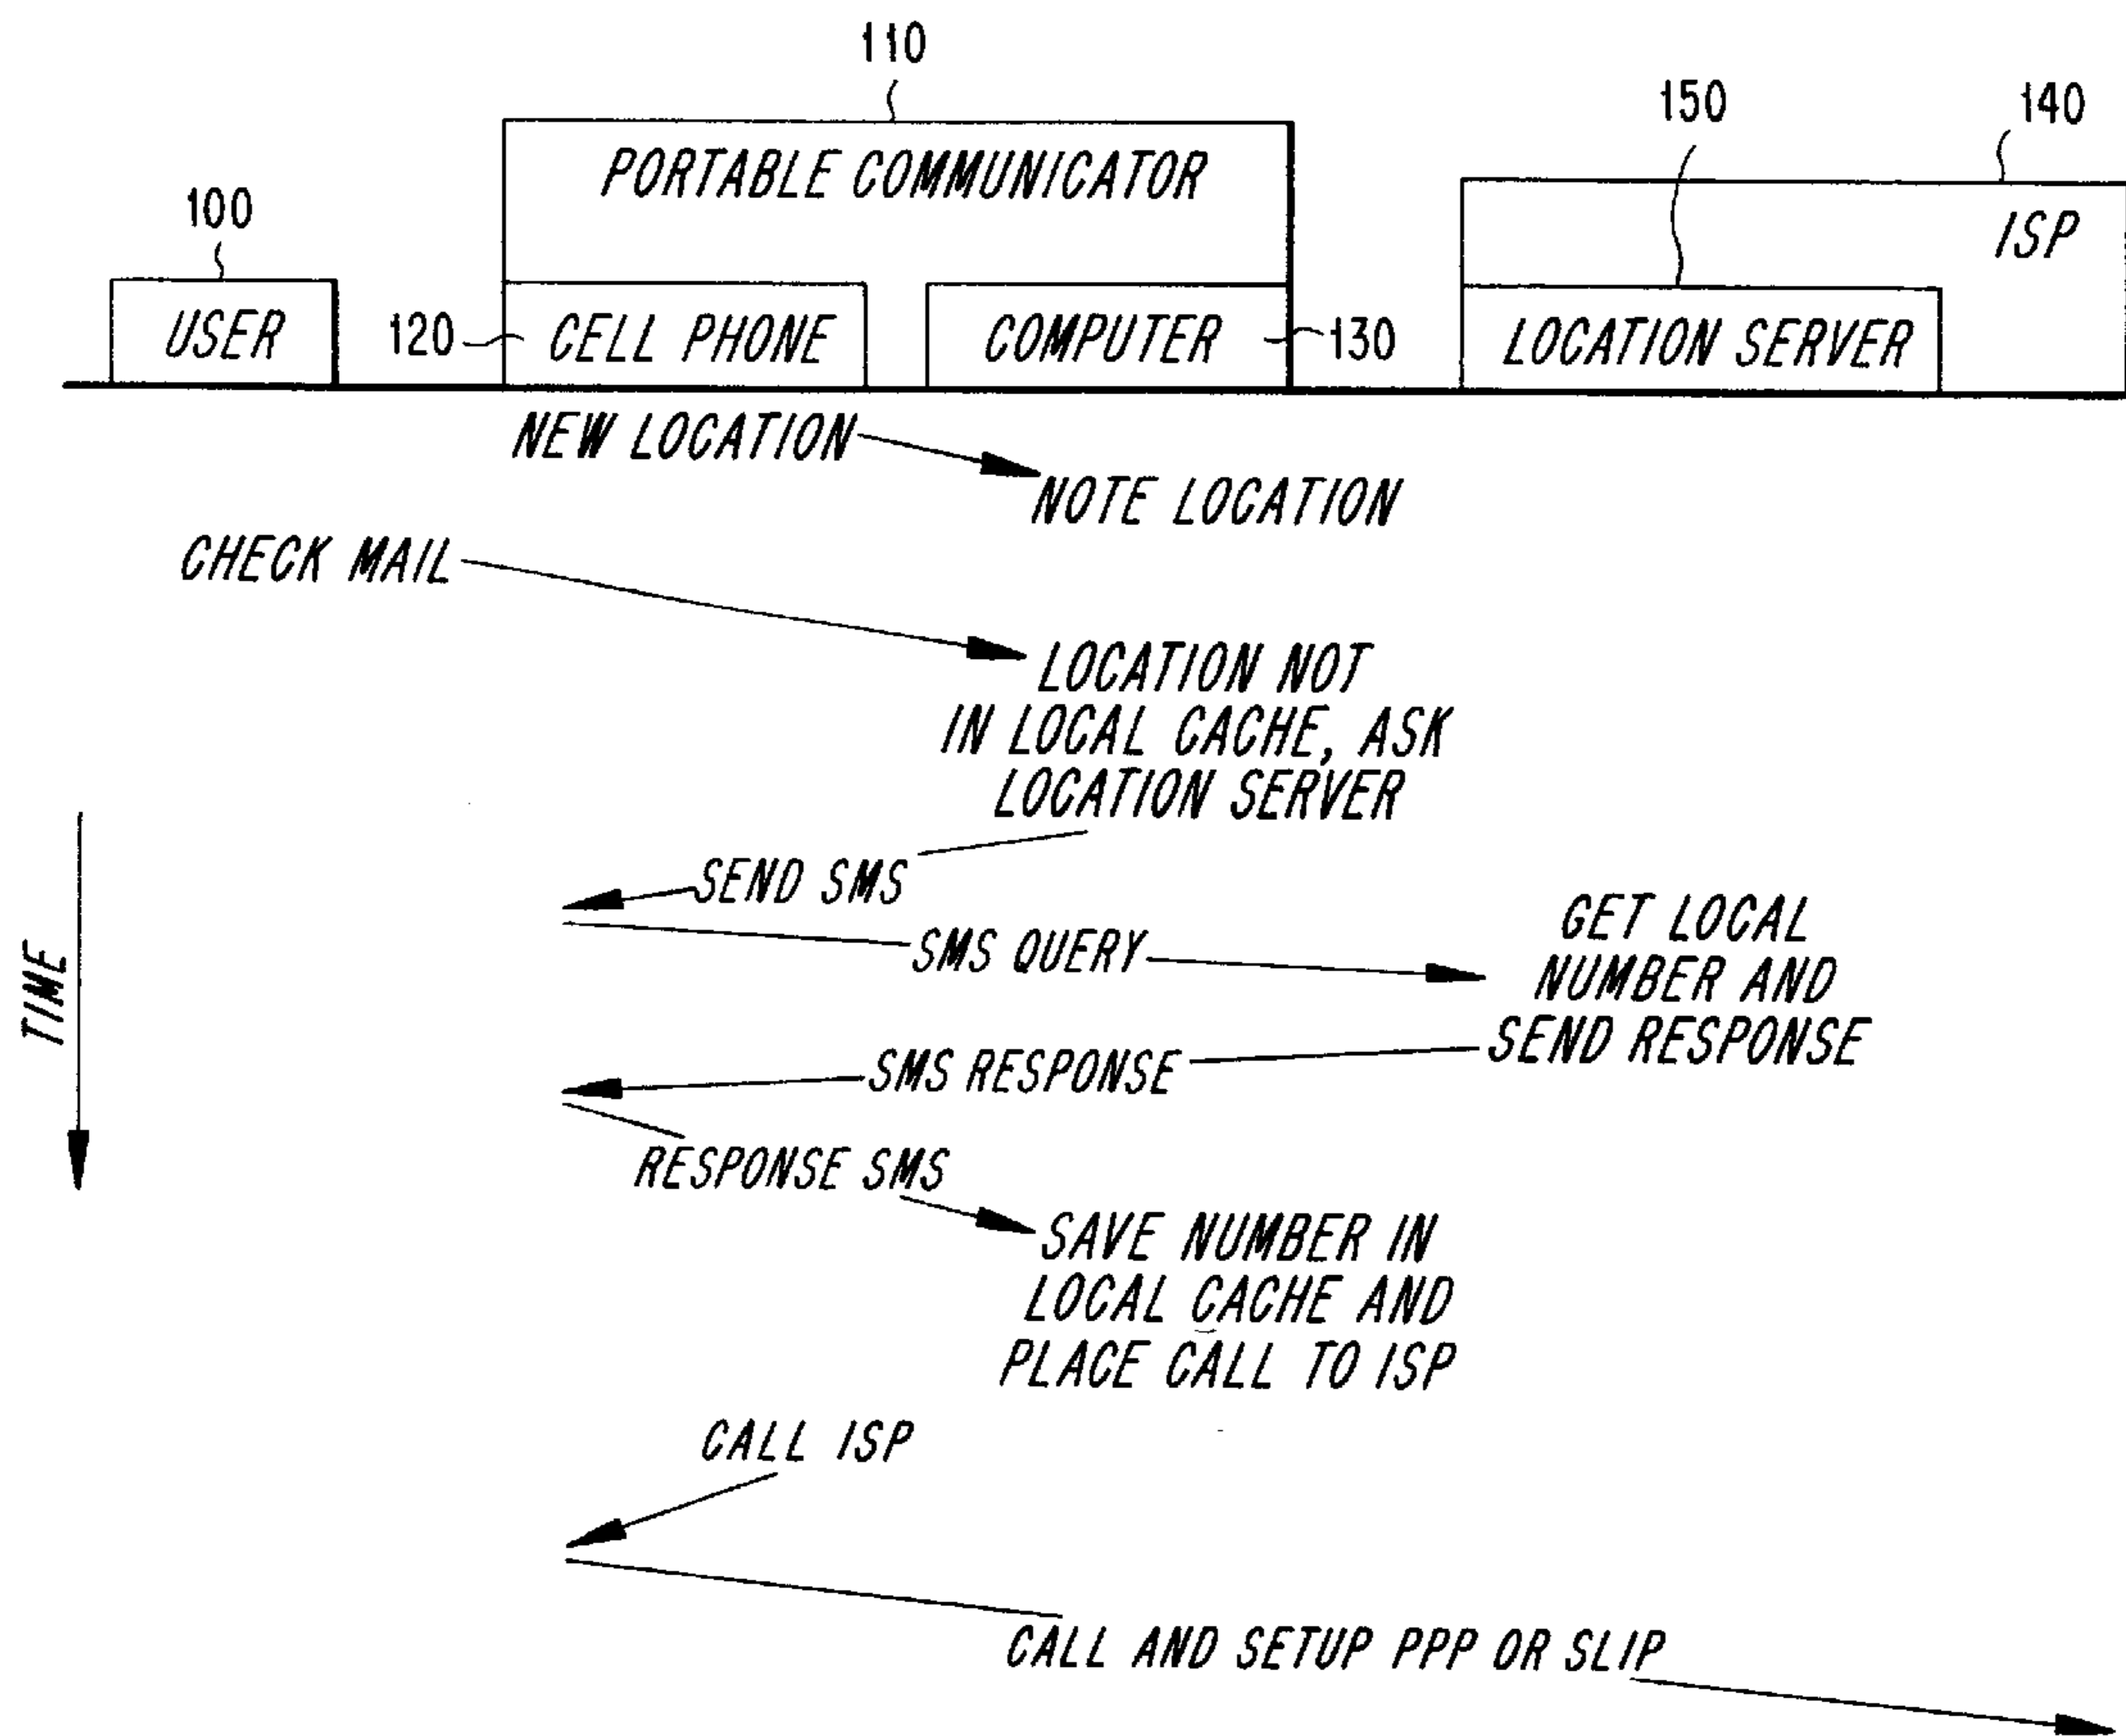 110
PORTABLE COMMUNICATOR
150
140
ISP
100
USER
120
CELL PHONE
COMPUTER
130
LOCATION SERVER
NEW LOCATION
NOTE LOCATION
CHECK MAIL
LOCATION NOT
IN LOCAL CACHE, ASK
LOCATION SERVER
SEND SMS
SMS QUERY
GET LOCAL
NUMBER AND
SEND RESPONSE
TIME
SMS RESPONSE
RESPONSE SMS
SAVE NUMBER IN
LOCAL CACHE AND
PLACE CALL TO ISP
CALL ISP
CALL AND SETUP PPP OR SLIP